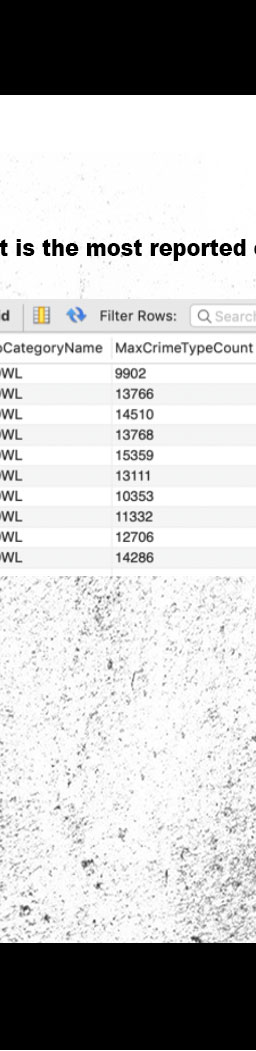 t is the most reported
d Filter Rows: Search
CategoryName MaxCrimeTypeCount
WL 9902
WL 13766
WL 14510
WL 13768
WL 15359
WL 13111
WL 10353
WL 11332
WL 12706
WL 14286